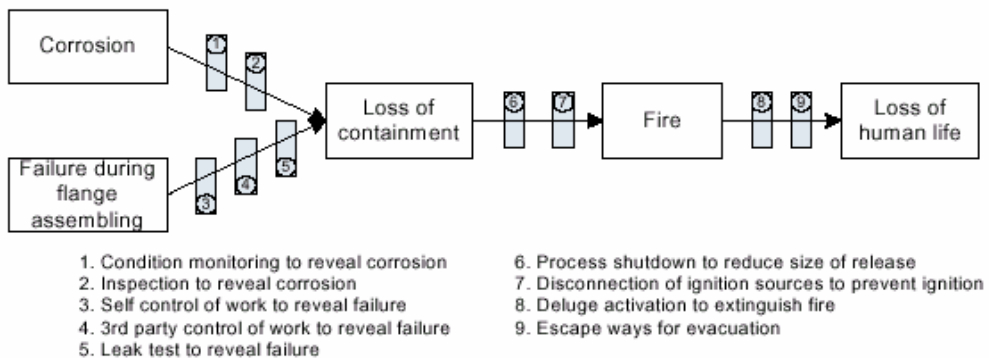 Corrosion
1
2
Failure during
flange
assembling
3
4
5
Loss of
containment
6
7
Fire
8
9
Loss of
human life
1. Condition monitoring to reveal corrosion
2. Inspection to reveal corrosion
3. Self control of work to reveal failure
4. 3rd party control of work to reveal failure
5. Leak test to reveal failure
6. Process shutdown to reduce size of release
7. Disconnection of ignition sources to prevent ignition
8. Deluge activation to extinguish fire
9. Escape ways for evacuation